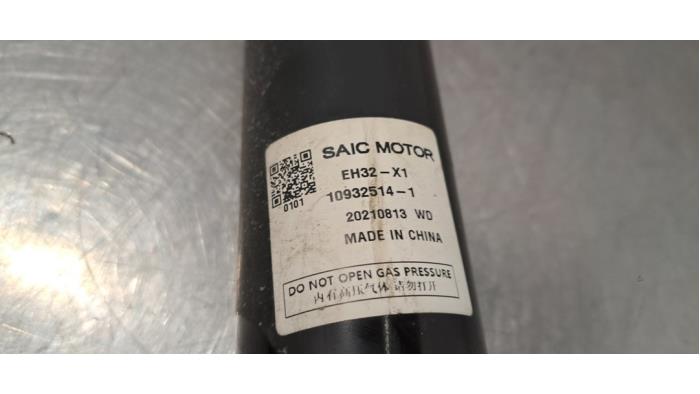 SAIC MOTOR
EH32-X1
0101
10932514-1
20210813 WD
MADE IN CHINA
DO NOT OPEN GAS PRESSURE
内有高压气体 请勿打开